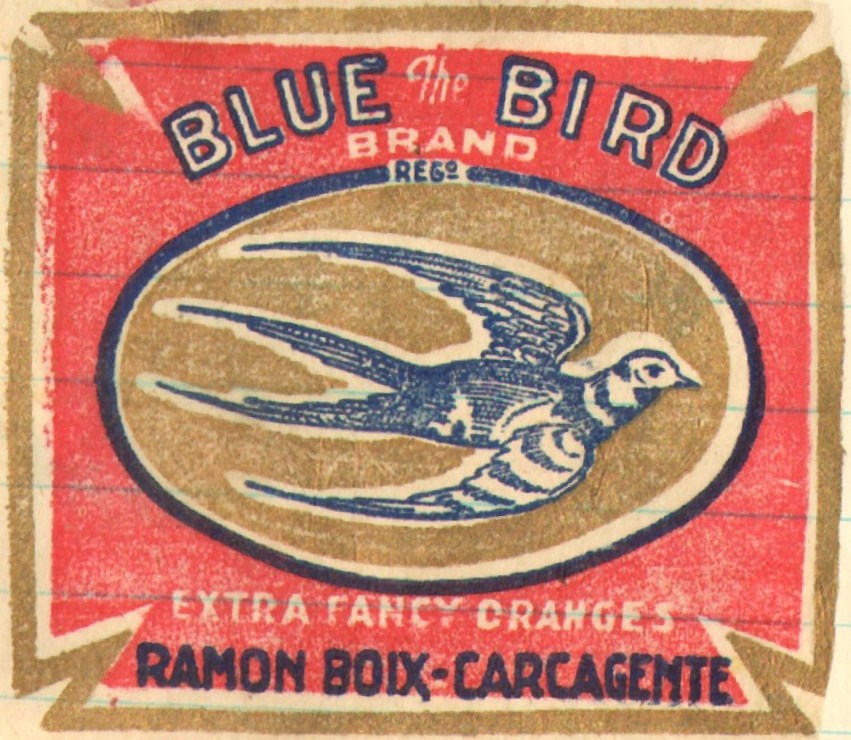 The
BLUE BIRD
BRAND
REGº
EXTRA FANCY ORANGES
RAMON BOIX-CARCAGENTE